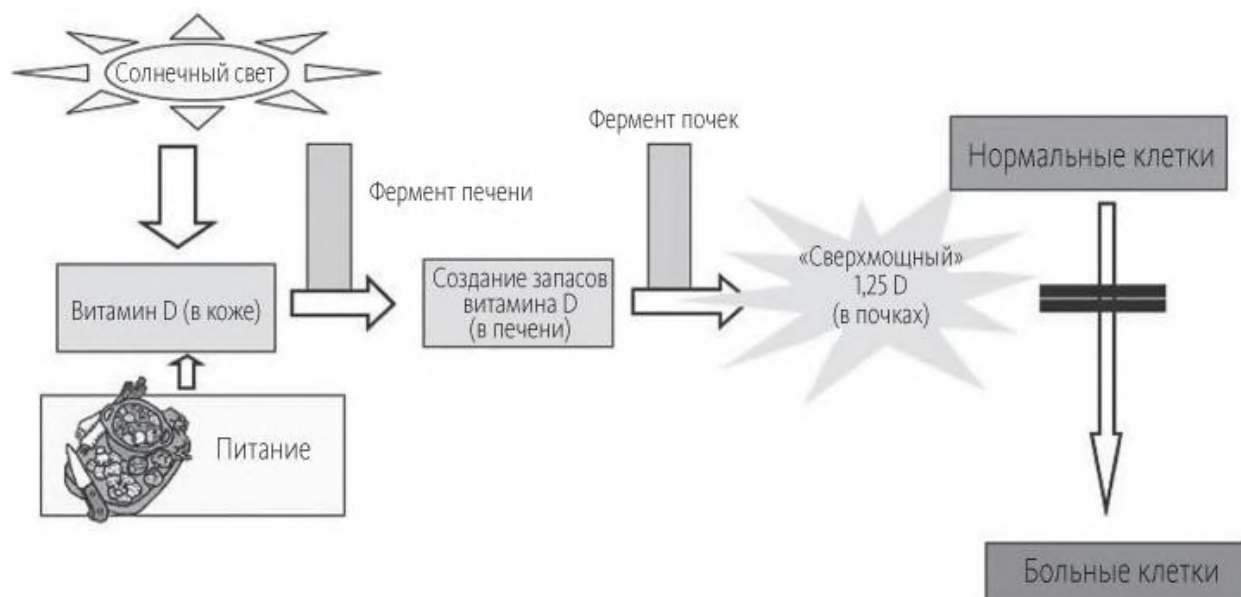 Солнечный свет
Фермент почек
Нормальные клетки
Фермент печени
«Сверхмощный»
1,25 D
(в почках)
Создание запасов
витамина D
(в печени)
Витамин D (в коже)
Питание
Больные клетки